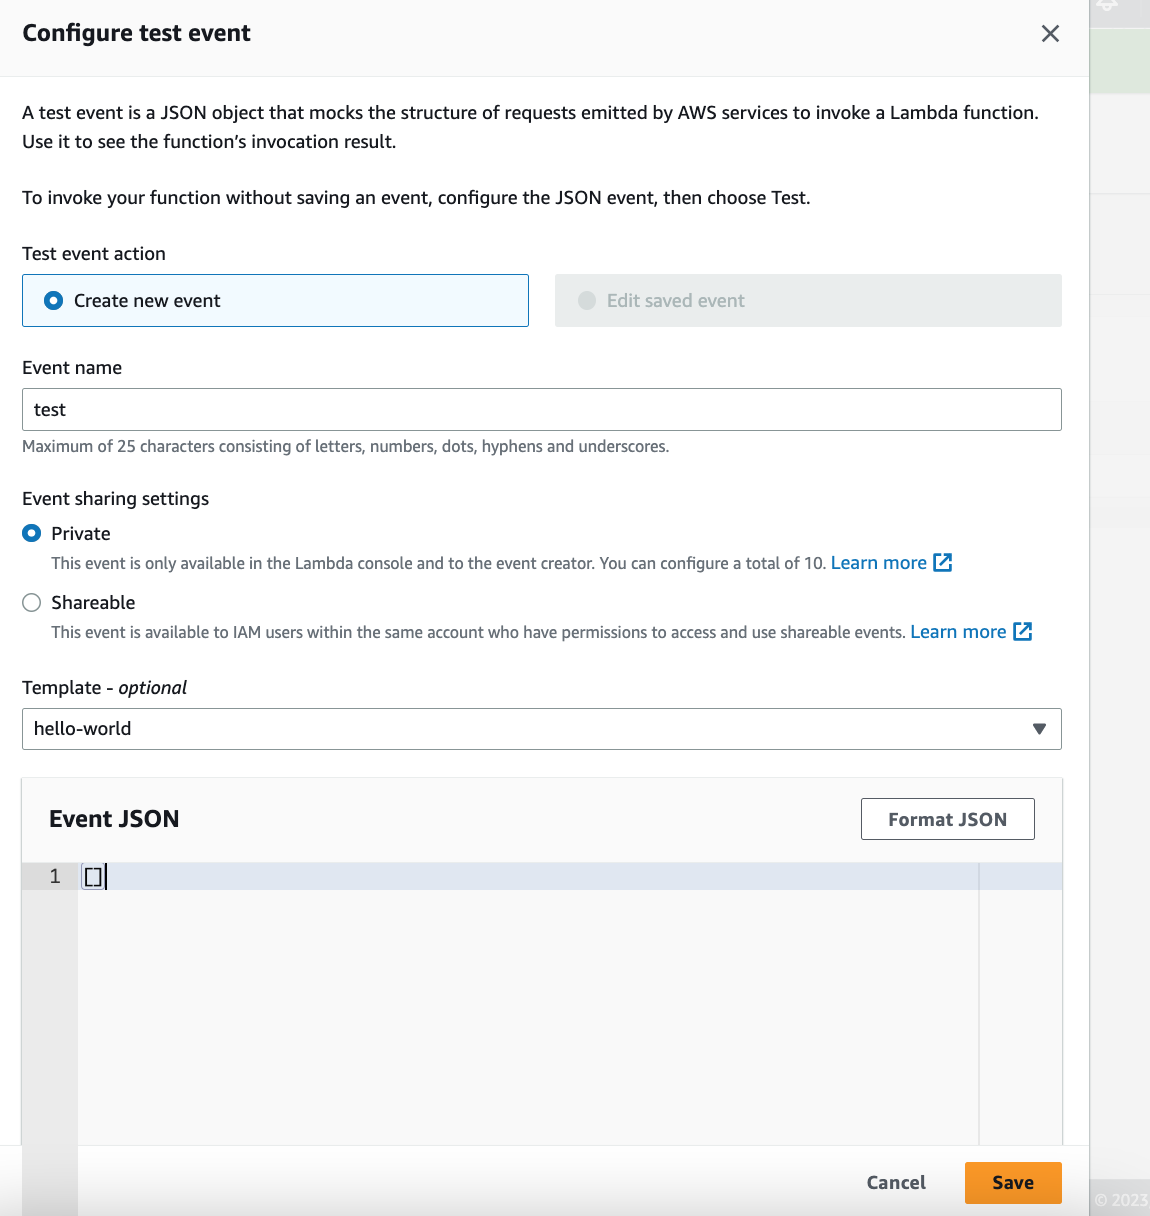 Configure test event
A test event is a JSON object that mocks the structure of requests emitted by AWS services to invoke a Lambda function.
Use it to see the function’s invocation result.
To invoke your function without saving an event, configure the JSON event, then choose Test.
Test event action
Create new event
Edit saved event
Event name
test
Maximum of 25 characters consisting of letters, numbers, dots, hyphens and underscores.
Event sharing settings
Private
This event is only available in the Lambda console and to the event creator. You can configure a total of 10. Learn more
Shareable
This event is available to IAM users within the same account who have permissions to access and use shareable events. Learn more
Template - optional
hello-world
Event JSON
Format JSON
1 []
Cancel
Save
© 2023